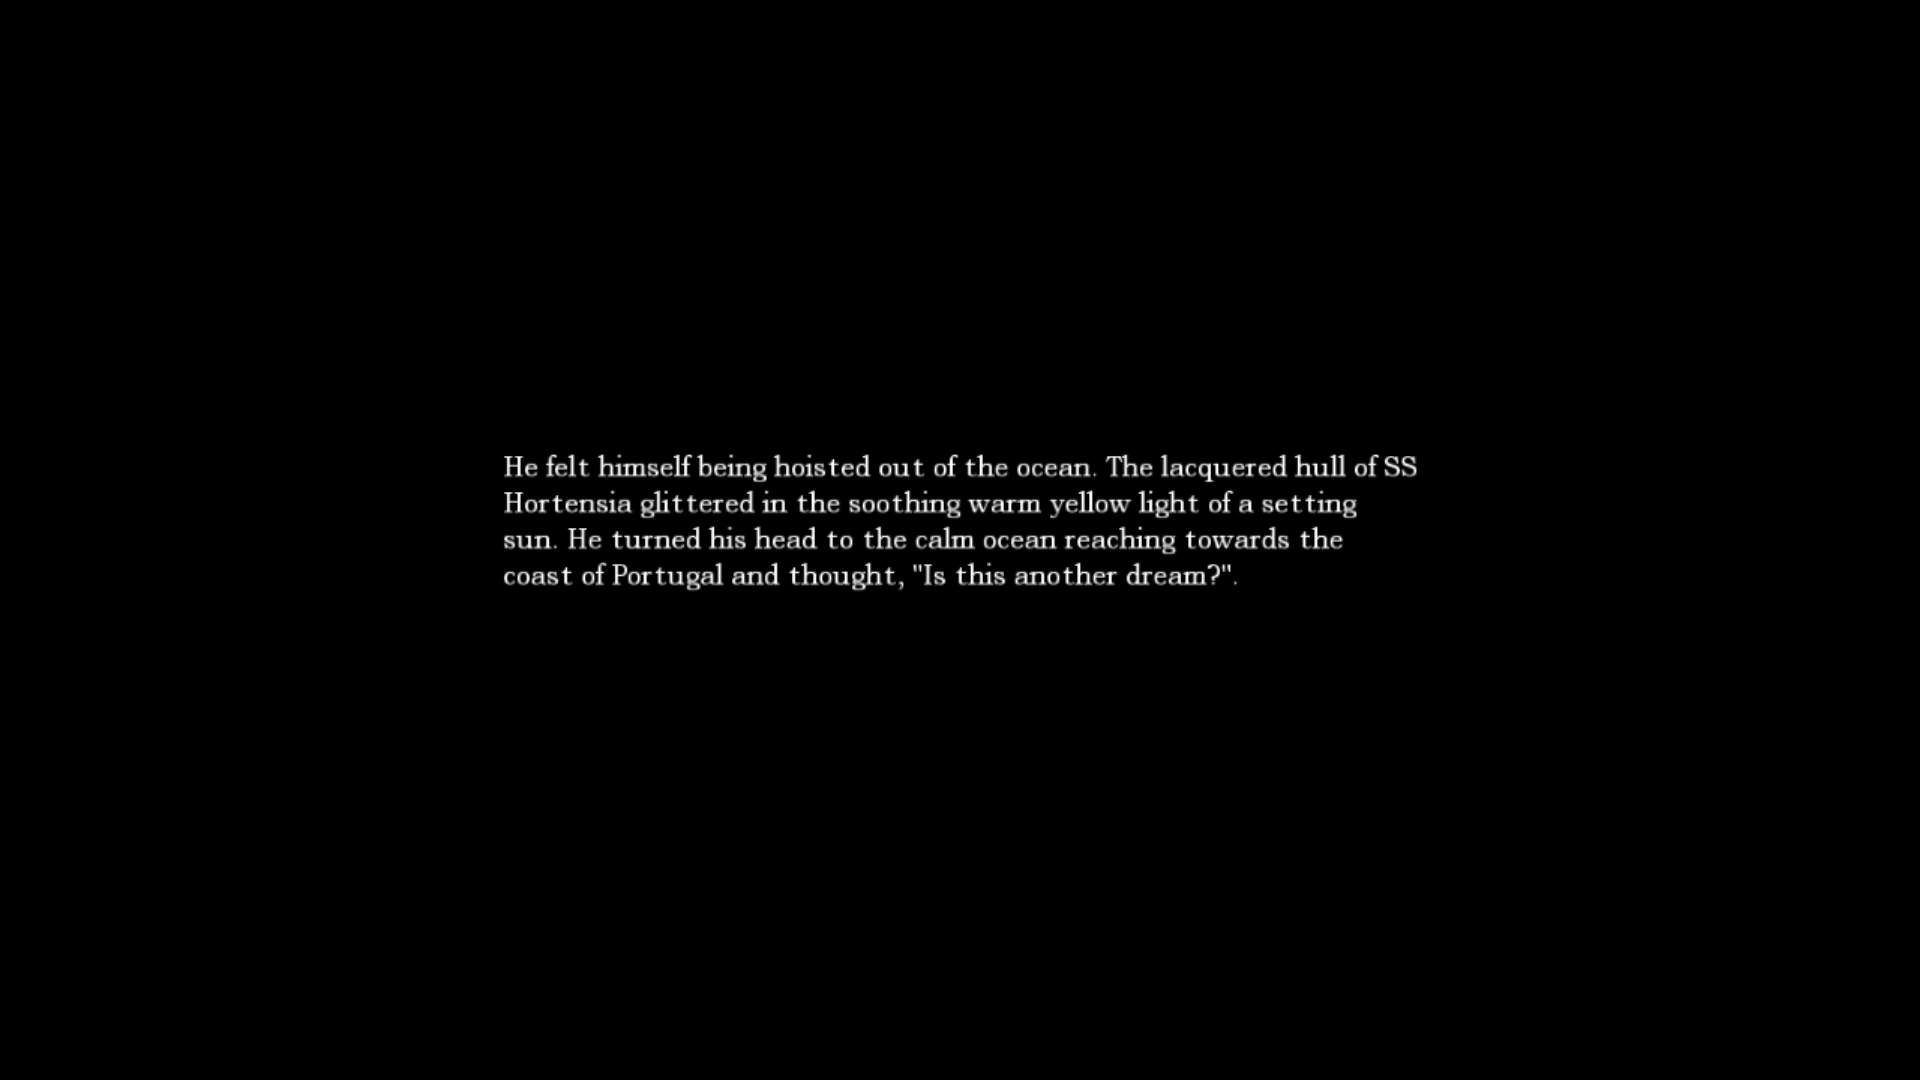 He felt himself being hoisted out of the ocean. The lacquered hull of SS
Hortensia glittered in the soothing warm yellow light of a setting
sun. He turned his head to the calm ocean reaching towards the
coast of Portugal and thought, "Is this another dream?".